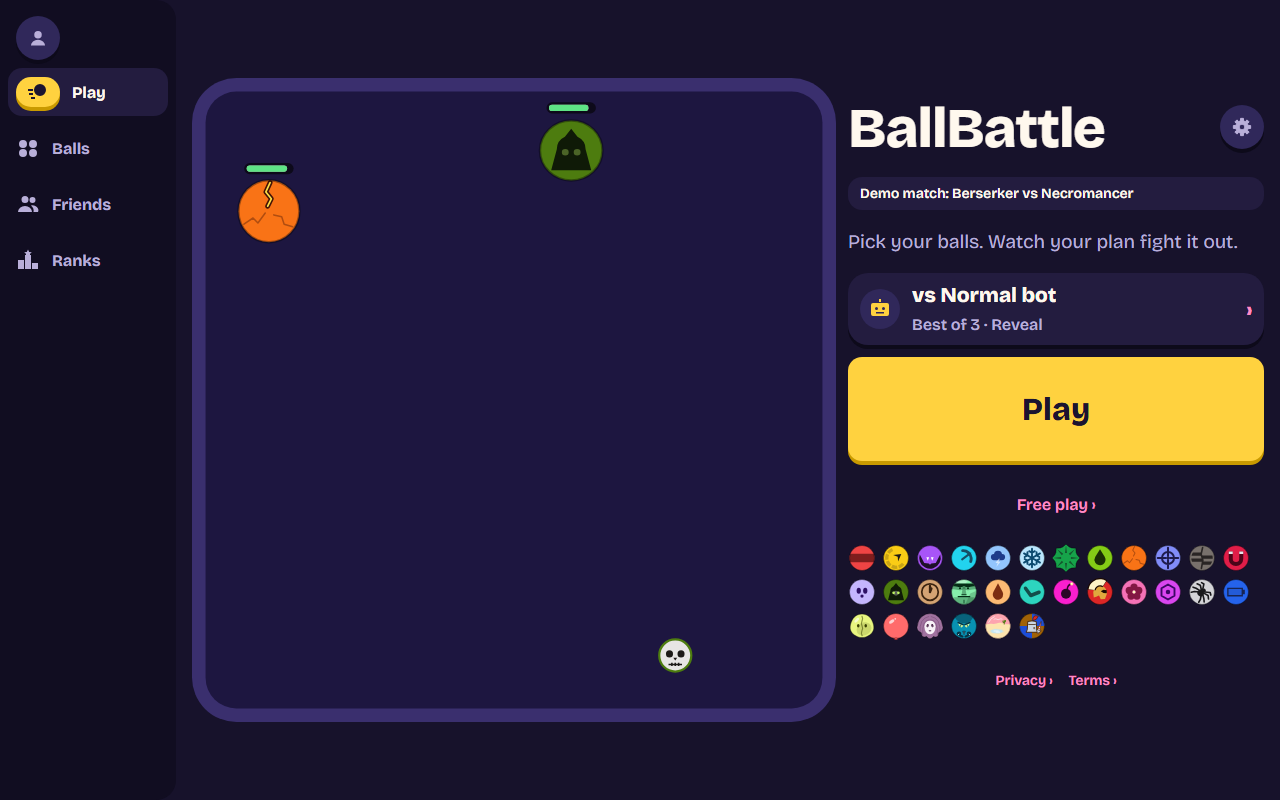 Play
Balls
Friends
Ranks
BallBattle
Demo match: Berserker vs Necromancer
Pick your balls. Watch your plan fight it out.
vs Normal bot
Best of 3 · Reveal
Play
Free play ›
Privacy › Terms ›